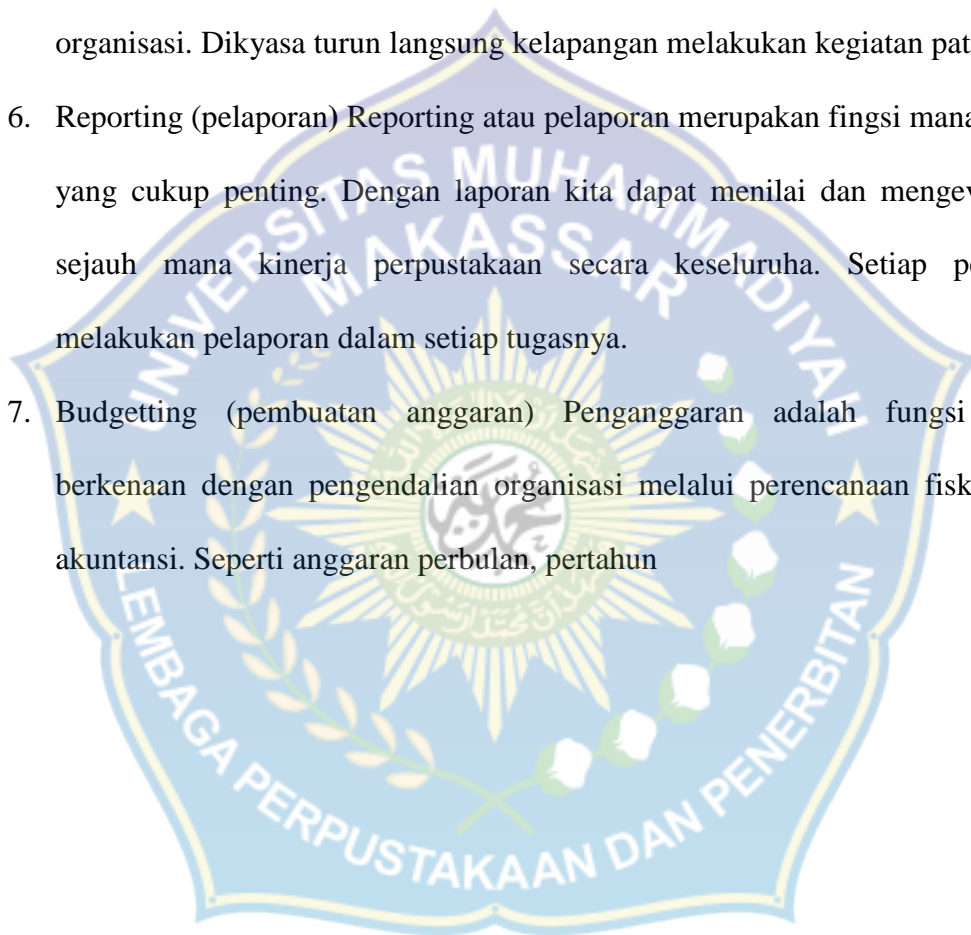 organisasi. Dikyasa turun langsung kelapangan melakukan kegiatan pat
6. Reporting (pelaporan) Reporting atau pelaporan merupakan fingsi mana
yang cukup penting. Dengan laporan kita dapat menilai dan mengev
sejauh mana kinerja perpustakaan secara keseluruha. Setiap pe
melakukan pelaporan dalam setiap tugasnya.
7. Budgetting (pembuatan anggaran) Penganggaran adalah fungsi
berkenaan dengan pengendalian organisasi melalui perencanaan fisk
akuntansi. Seperti anggaran perbulan, pertahun
UNIVERSITAS MUHAMMADIYAH
MAKASSAR
LEMBAGA PERPUSTAKAAN DAN PENERBITAN